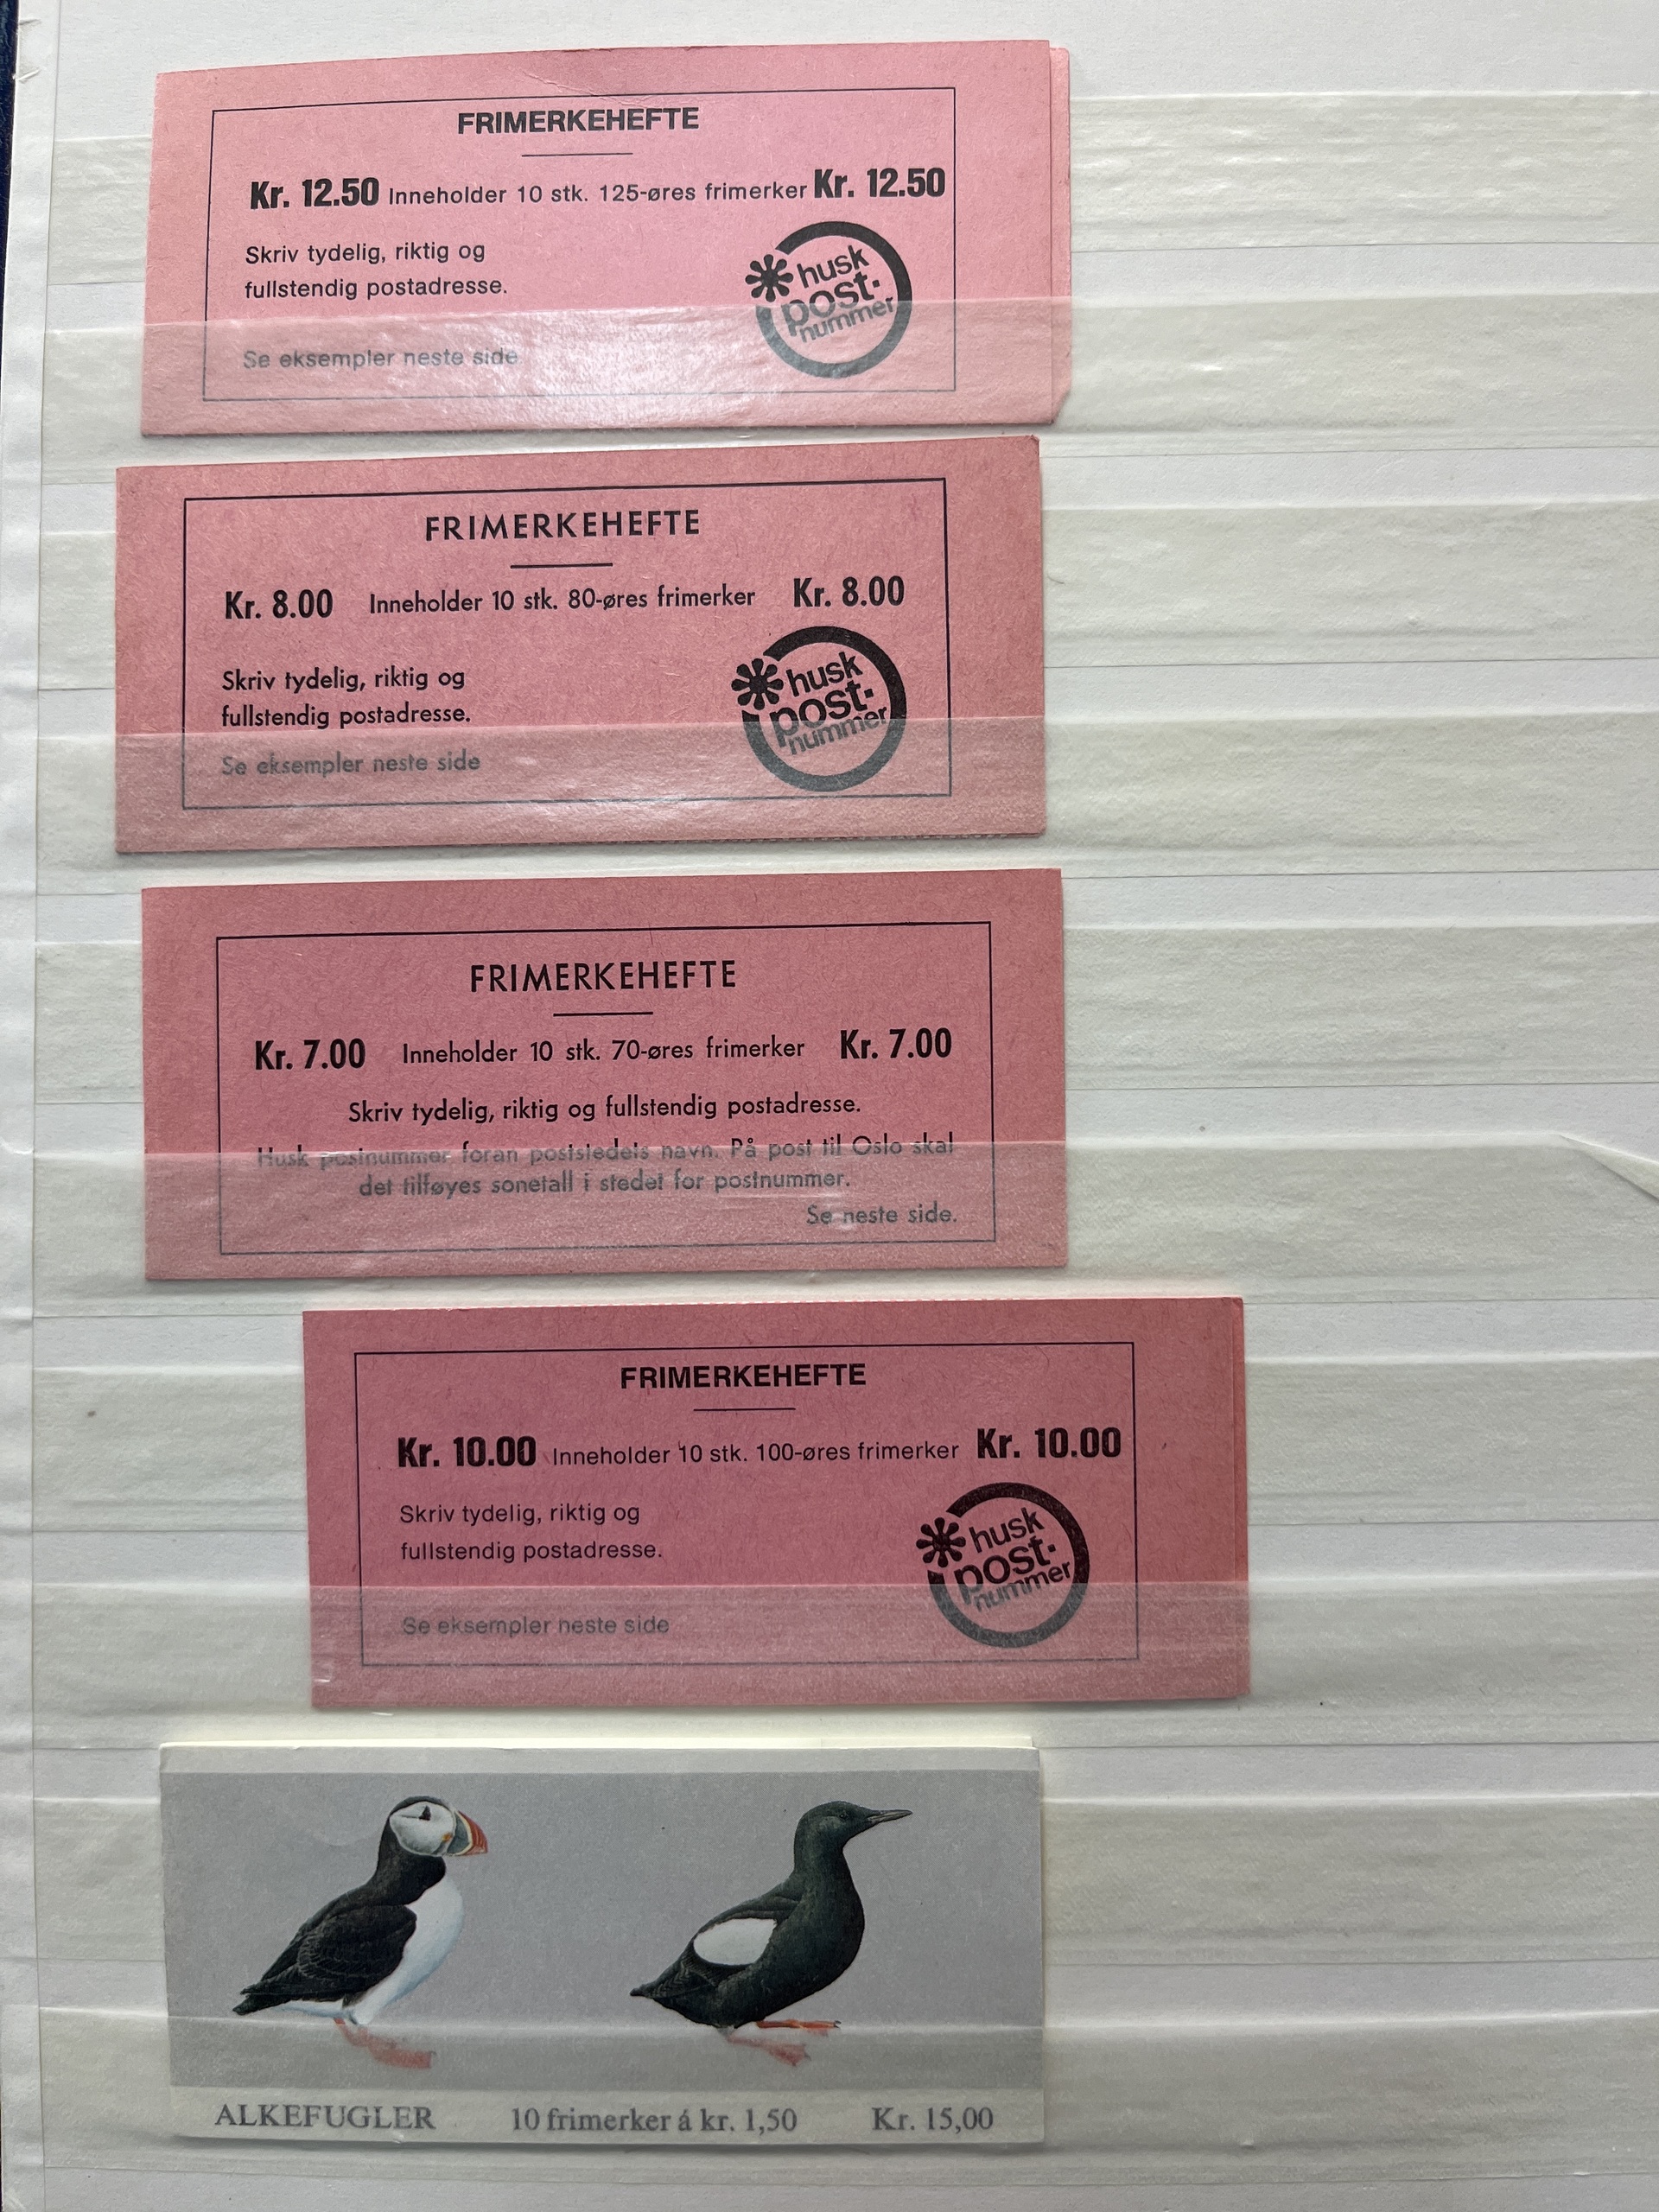 FRIMERKEHEFTE
Kr. 12.50 Inneholder 10 stk. 125-øres frimerker Kr. 12.50
Skriv tydelig, riktig og
fullstendig postadresse.
husk
post-
nummer
Se eksempler neste side
FRIMERKEHEFTE
Kr. 8.00 Inneholder 10 stk. 80-øres frimerker Kr. 8.00
Skriv tydelig, riktig og
fullstendig postadresse.
husk
post-
nummer
Se eksempler neste side
FRIMERKEHEFTE
Kr. 7.00 Inneholder 10 stk. 70-øres frimerker Kr. 7.00
Skriv tydelig, riktig og fullstendig postadresse.
Husk postnummer foran poststedets navn. På post til Oslo skal
det tilføyes sonetall i stedet for postnummer.
Se neste side.
FRIMERKEHEFTE
Kr. 10.00 Inneholder 10 stk. 100-øres frimerker Kr. 10.00
Skriv tydelig, riktig og
fullstendig postadresse.
husk
post-
nummer
Se eksempler neste side
ALKEFUGLER 10 frimerker á kr. 1,50 Kr. 15,00